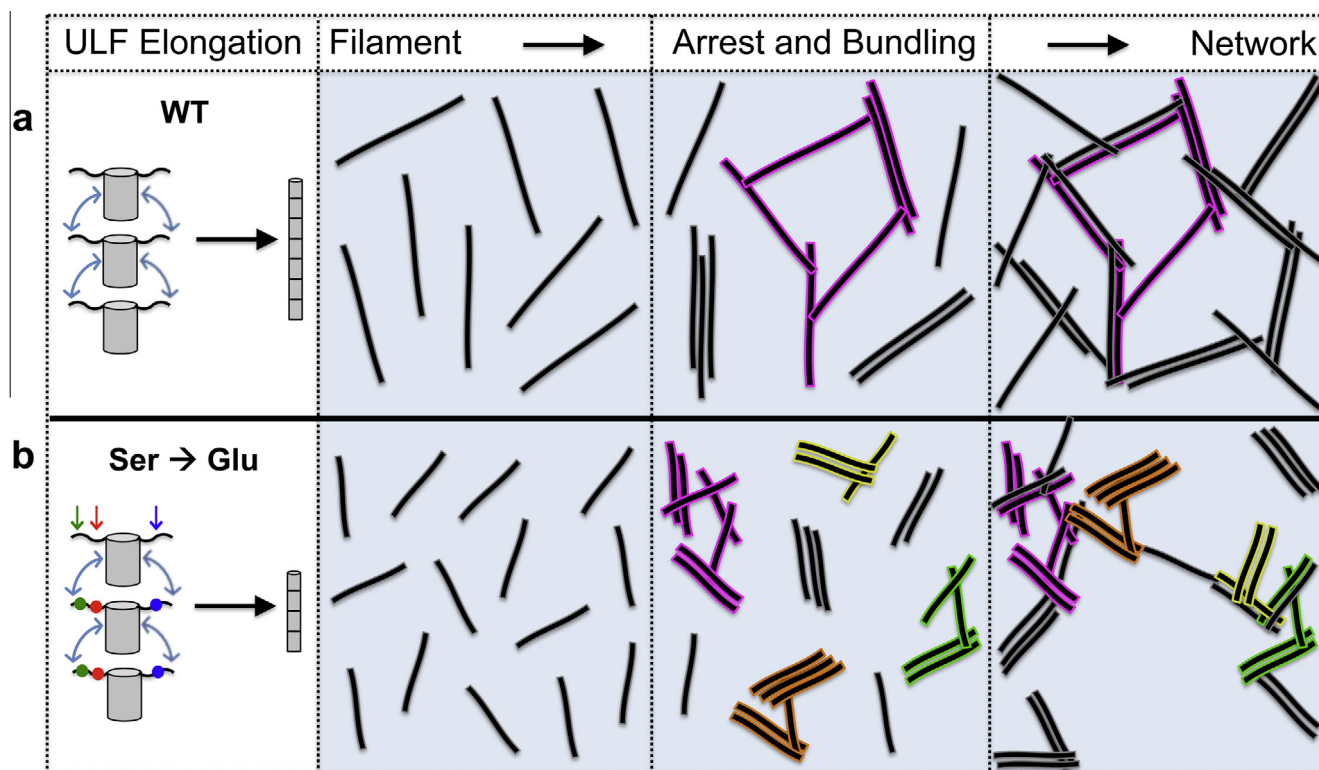 ULF Elongation Filament Arrest and Bundling Network
a
WT
b
Ser → Glu